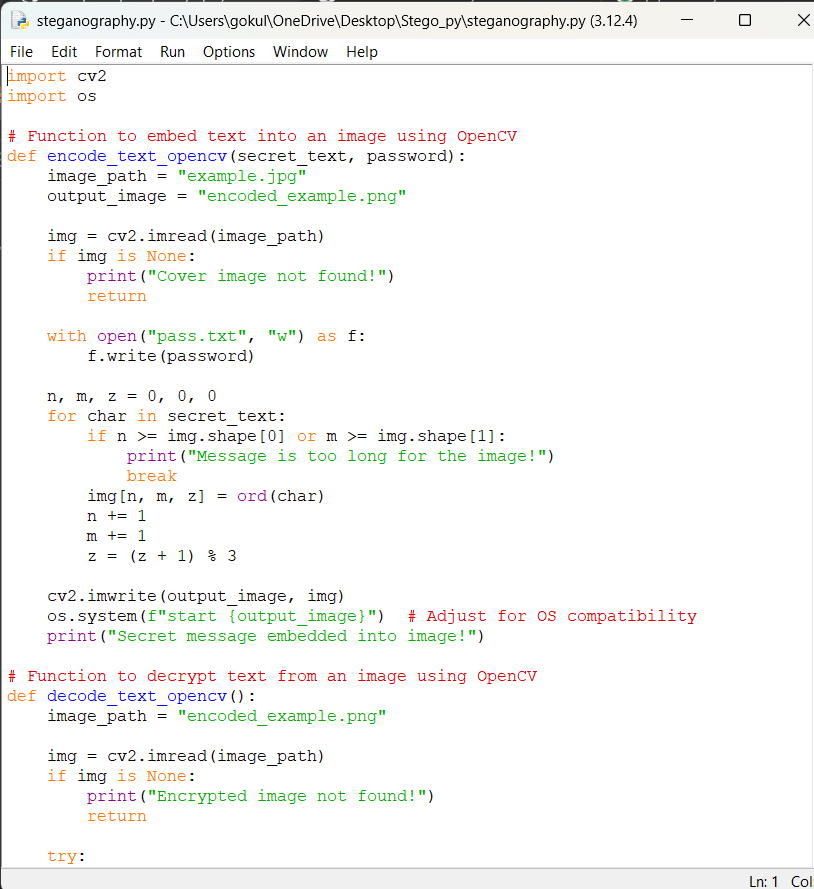 steganography.py - C:\Users\gokul\OneDrive\Desktop\Stego_py\steganography.py (3.12.4)
File Edit Format Run Options Window Help
import cv2
import os

# Function to embed text into an image using OpenCV
def encode_text_opencv(secret_text, password):
    image_path = "example.jpg"
    output_image = "encoded_example.png"

    img = cv2.imread(image_path)
    if img is None:
        print("Cover image not found!")
        return

    with open("pass.txt", "w") as f:
        f.write(password)

    n, m, z = 0, 0, 0
    for char in secret_text:
        if n >= img.shape[0] or m >= img.shape[1]:
            print("Message is too long for the image!")
            break
        img[n, m, z] = ord(char)
        n += 1
        m += 1
        z = (z + 1) % 3

    cv2.imwrite(output_image, img)
    os.system(f"start {output_image}")  # Adjust for OS compatibility
    print("Secret message embedded into image!")

# Function to decrypt text from an image using OpenCV
def decode_text_opencv():
    image_path = "encoded_example.png"

    img = cv2.imread(image_path)
    if img is None:
        print("Encrypted image not found!")
        return

    try:
Ln: 1 Col